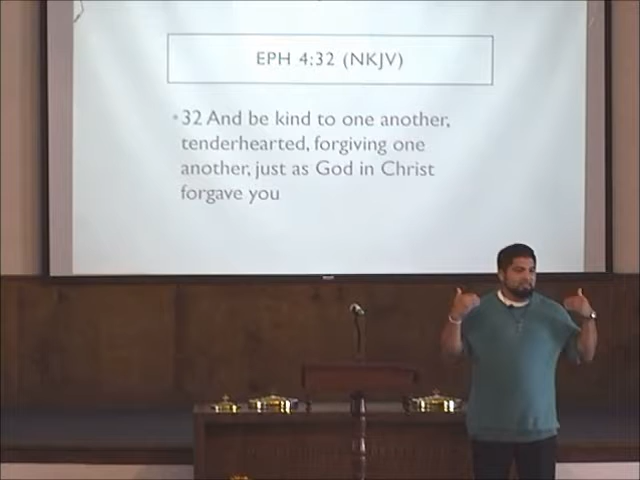 EPH 4:32 (NKJV)
• 32 And be kind to one another,
tenderhearted, forgiving one
another, just as God in Christ
forgave you